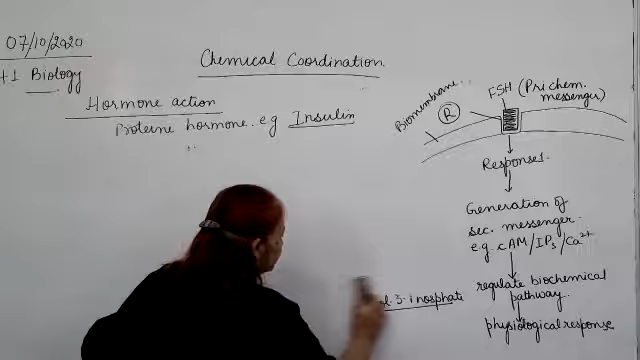 07/10/2020
+1 Biology
Chemical Coordination.
Hormone action
Proteine hormone. eg Insulin
Biomembrane..
R
FSH (Pri chem. messenger)
Responses.
Generation of
sec. messenger.
e.g. cAM/IP3/Ca2+
regulate biochemical
pathway.
physiological response.
l-3-inosphate